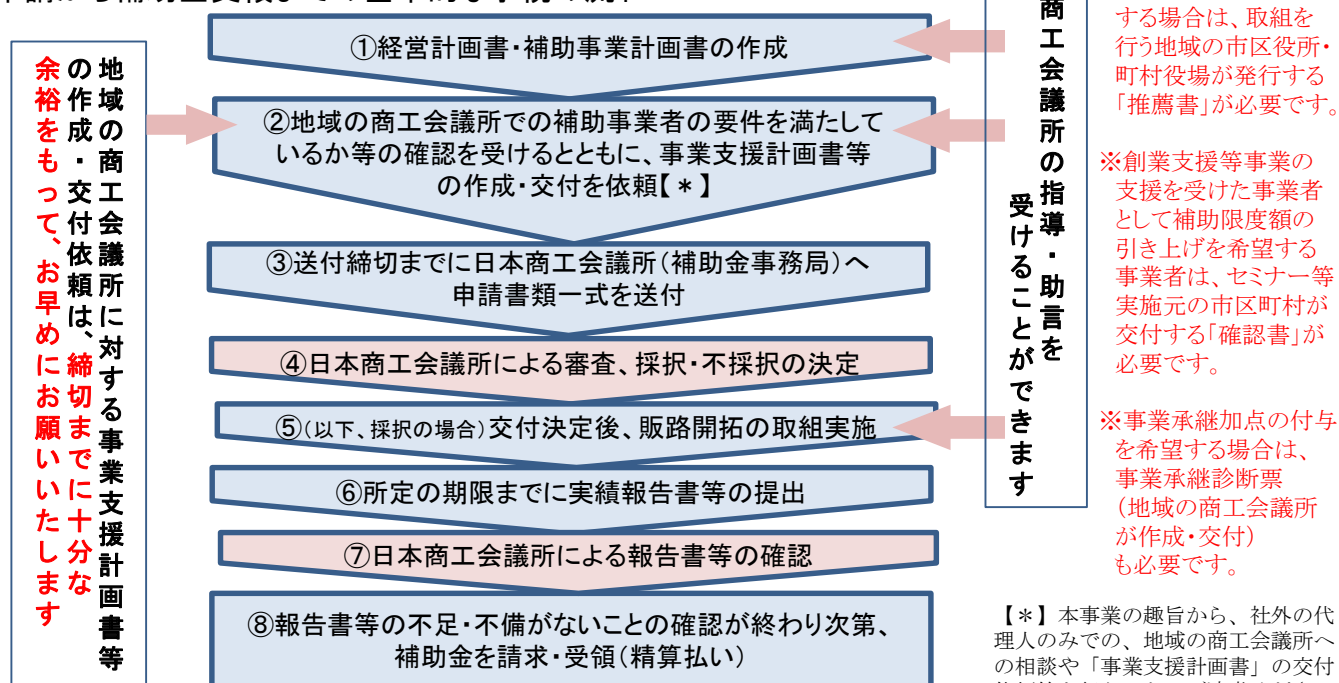 地域の商工会議所に対する事業支援計画書等
の作成・交付依頼は、締切までに十分な
余裕をもって、お早めにお願いいたします
①経営計画書・補助事業計画書の作成
②地域の商工会議所での補助事業者の要件を満たして
いるか等の確認を受けるとともに、事業支援計画書等
の作成・交付を依頼【＊】
③送付締切までに日本商工会議所（補助金事務局）へ
申請書類一式を送付
④日本商工会議所による審査、採択・不採択の決定
⑤（以下、採択の場合）交付決定後、販路開拓の取組実施
⑥所定の期限までに実績報告書等の提出
⑦日本商工会議所による報告書等の確認
⑧報告書等の不足・不備がないことの確認が終わり次第、
補助金を請求・受領（精算払い）
商工会議所の指導・助言を
受けることができます
する場合は、取組を
行う地域の市区役所・
町村役場が発行する
「推薦書」が必要です。
※創業支援等事業の
支援を受けた事業者
として補助限度額の
引き上げを希望する
事業者は、セミナー等
実施元の市区町村が
交付する「確認書」が
必要です。
※事業承継加点の付与
を希望する場合は、
事業承継診断票
（地域の商工会議所
が作成・交付）
も必要です。
【＊】本事業の趣旨から、社外の代
理人のみでの、地域の商工会議所へ
の相談や「事業支援計画書」の交付